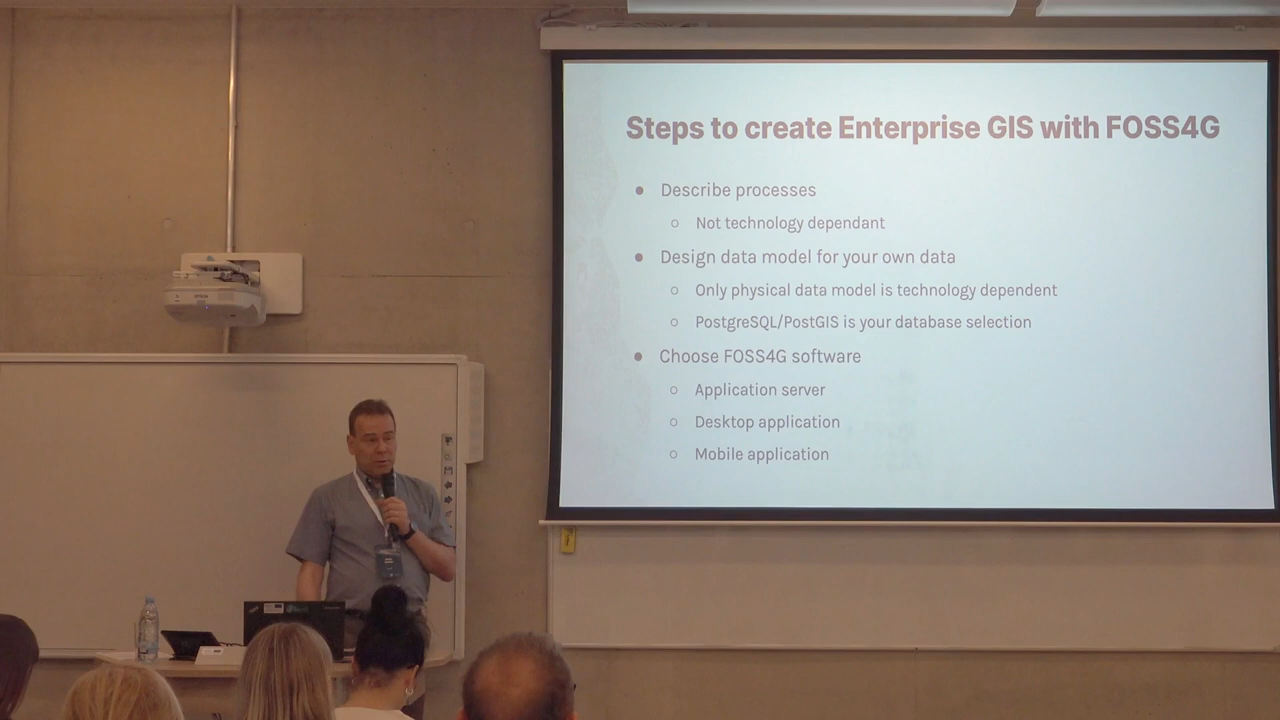 Steps to create Enterprise GIS with FOSS4G
● Describe processes
○ Not technology dependant
● Design data model for your own data
○ Only physical data model is technology dependent
○ PostgreSQL/PostGIS is your database selection
● Choose FOSS4G software
○ Application server
○ Desktop application
○ Mobile application
EPSON